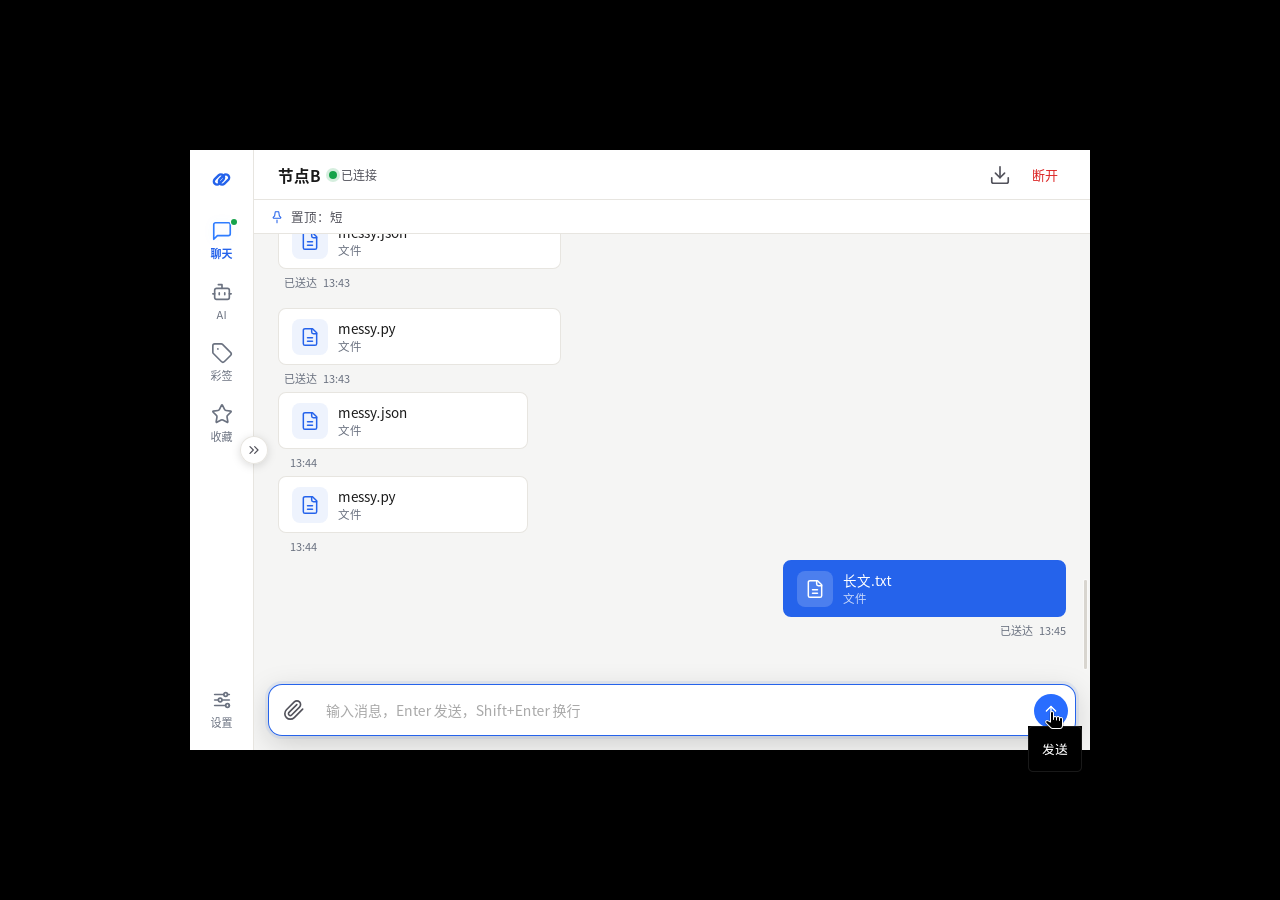 节点B 已连接
断开
置顶：短
聊天
AI
彩签
收藏
设置
messy.json
文件
已送达 13:43
messy.py
文件
已送达 13:43
messy.json
文件
13:44
messy.py
文件
13:44
长文.txt
文件
已送达 13:45
输入消息，Enter 发送，Shift+Enter 换行
发送